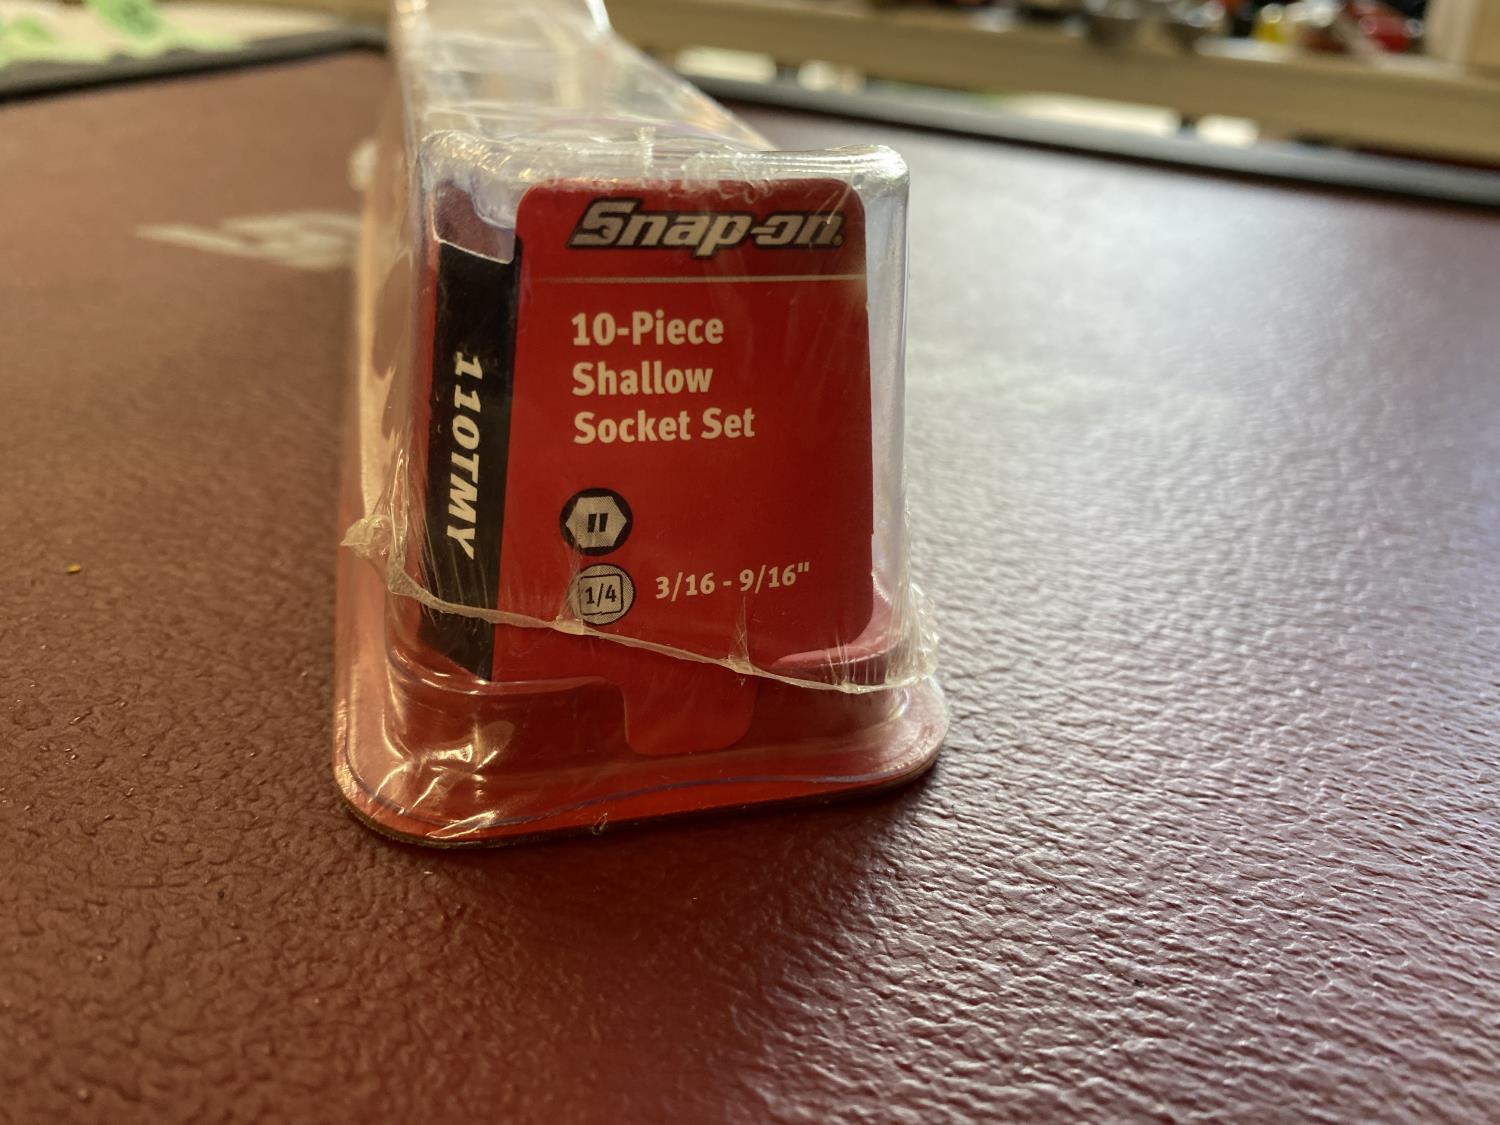 Snap-on
10-Piece
Shallow
Socket Set
"
1/4
3/16 - 9/16"
110TMY